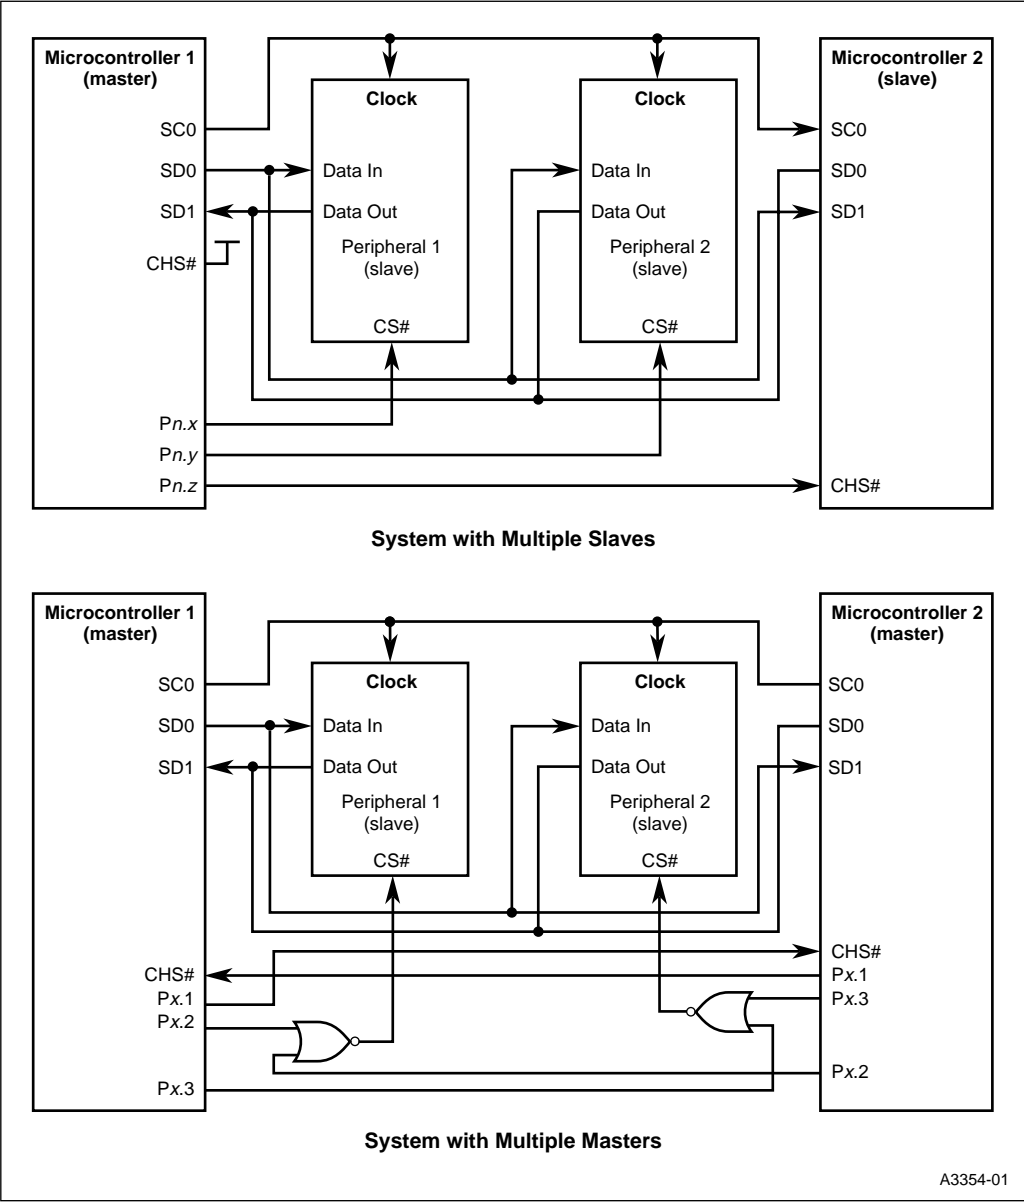 Microcontroller 1
(master)
SC0
SD0
SD1
CHS#
Pn.x
Pn.y
Pn.z
Clock
Data In
Data Out
Peripheral 1
(slave)
CS#
Clock
Data In
Data Out
Peripheral 2
(slave)
CS#
Microcontroller 2
(slave)
SC0
SD0
SD1
CHS#
System with Multiple Slaves
Microcontroller 1
(master)
SC0
SD0
SD1
CHS#
Px.1
Px.2
Px.3
Clock
Data In
Data Out
Peripheral 1
(slave)
CS#
Clock
Data In
Data Out
Peripheral 2
(slave)
CS#
Microcontroller 2
(master)
SC0
SD0
SD1
CHS#
Px.1
Px.3
Px.2
System with Multiple Masters
A3354-01